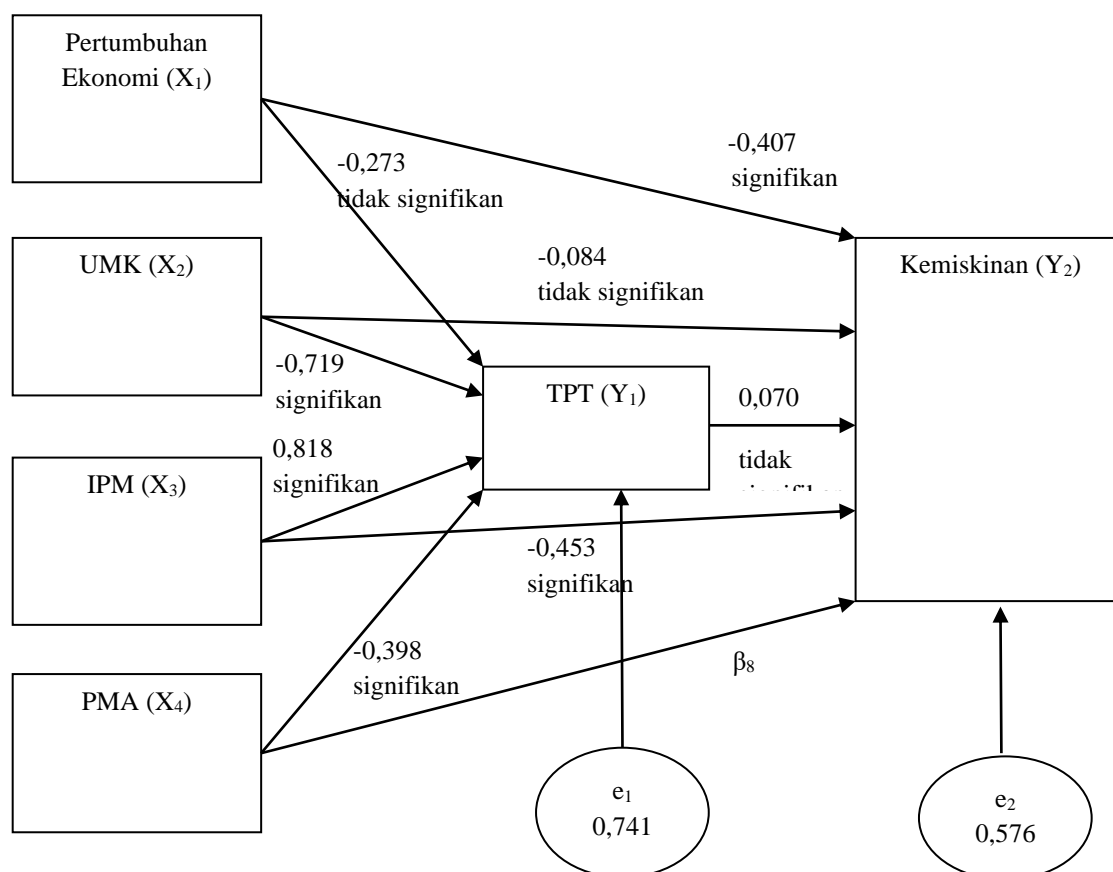 Pertumbuhan
Ekonomi (X₁)
-0,407
signifikan
-0,273
tidak signifikan
UMK (X₂)
-0,084
tidak signifikan
Kemiskinan (Y₂)
-0,719
signifikan
TPT (Y₁)
0,070
tidak
0,818
signifikan
IPM (X₃)
-0,453
signifikan
-0,398
signifikan
β₈
PMA (X₄)
e₁
0,741
e₂
0,576